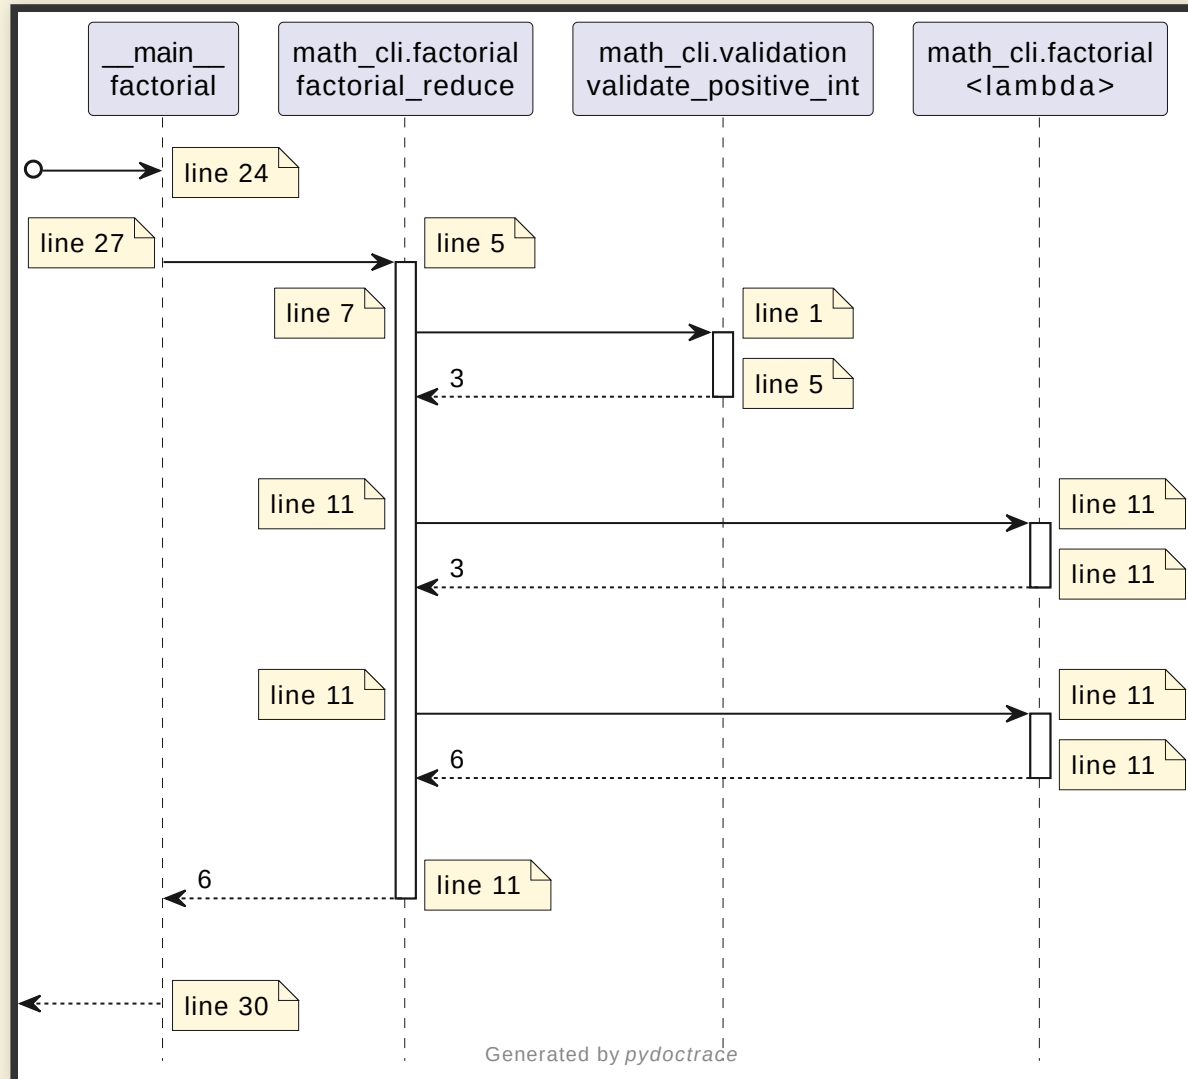 __main__
factorial
math_cli.factorial
factorial_reduce
math_cli.validation
validate_positive_int
math_cli.factorial
<lambda>
line 24
line 27
line 5
line 7
line 1
3
line 5
line 11
line 11
3
line 11
line 11
line 11
6
line 11
6
line 11
line 30
Generated by pydoctrace